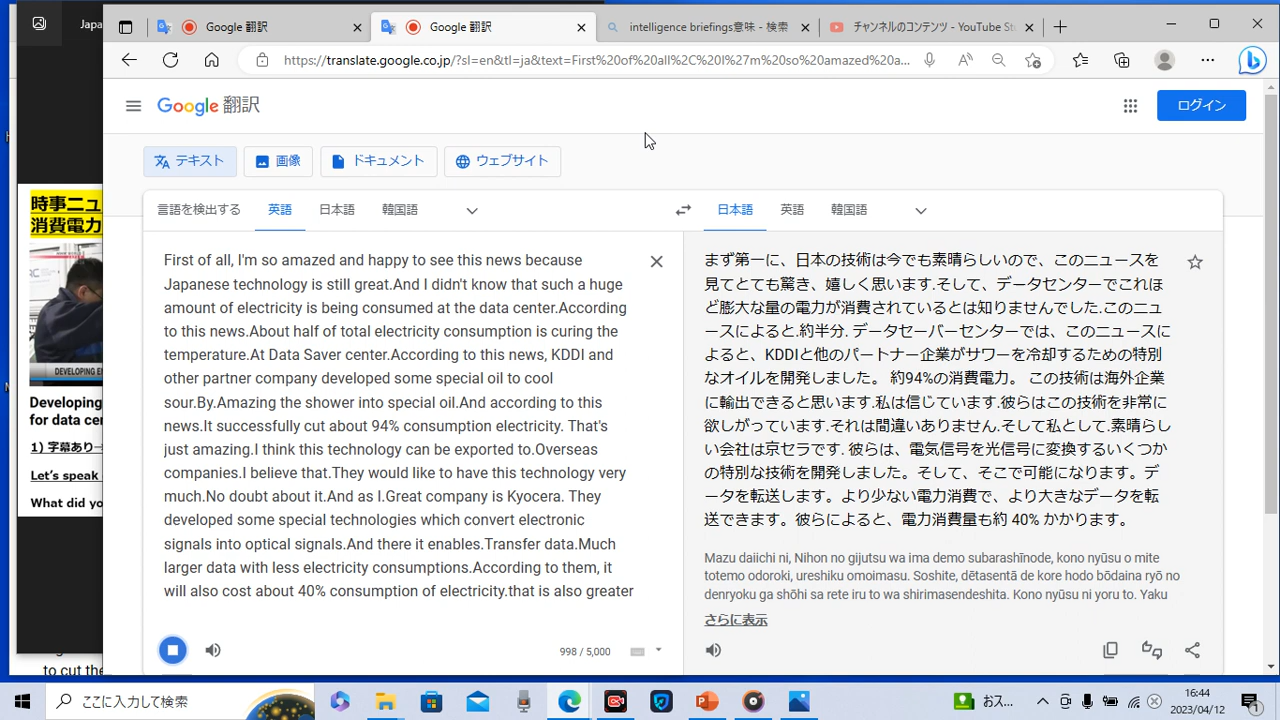 Japa
Google 翻訳
Google 翻訳
intelligence briefings意味 - 検索
チャンネルのコンテンツ - YouTube St
https://translate.google.co.jp/?sl=en&tl=ja&text=First%20of%20all%2C%20I%27m%20so%20amazed%20a...
Google 翻訳
ログイン
テキスト
画像
ドキュメント
ウェブサイト
言語を検出する
英語
日本語
韓国語
日本語
英語
韓国語
First of all, I'm so amazed and happy to see this news because
Japanese technology is still great.And I didn't know that such a huge
amount of electricity is being consumed at the data center.According
to this news.About half of total electricity consumption is curing the
temperature.At Data Saver center.According to this news, KDDI and
other partner company developed some special oil to cool
sour.By.Amazing the shower into special oil.And according to this
news.It successfully cut about 94% consumption electricity. That's
just amazing.I think this technology can be exported to.Overseas
companies.I believe that.They would like to have this technology very
much.No doubt about it.And as I.Great company is Kyocera. They
developed some special technologies which convert electronic
signals into optical signals.And there it enables.Transfer data.Much
larger data with less electricity consumptions.According to them, it
will also cost about 40% consumption of electricity.that is also greater
998 / 5,000
まず第一に、日本の技術は今でも素晴らしいので、このニュースを
見てとても驚き、嬉しく思います.そして、データセンターでこれほ
ど膨大な量の電力が消費されているとは知りませんでした.このニュ
ースによると.約半分. データセーバーセンターでは、このニュースに
よると、KDDIと他のパートナー企業がサワーを冷却するための特別
なオイルを開発しました。 約94%の消費電力。 この技術は海外企業
に輸出できると思います.私は信じています.彼らはこの技術を非常に
欲しがっています.それは間違いありません.そして私として.素晴らし
い会社は京セラです. 彼らは、電気信号を光信号に変換するいくつか
の特別な技術を開発しました。そして、そこで可能になります。デ
ータを転送します。より少ない電力消費で、より大きなデータを転
送できます。彼らによると、電力消費量も約 40% かかります。
Mazu daiichi ni, Nihon no gijutsu wa ima demo subarashīnode, kono nyūsu o mite
totemo odoroki, ureshiku omoimasu. Soshite, dētasentā de kore hodo bōdaina ryō no
denryoku ga shōhi sa rete iru to wa shirimasendeshita. Kono nyūsu ni yoru to. Yaku
さらに表示
時事ニュ
消費電力
DEVELOPING E
Developing
for data cen
1) 字幕あり
Let's speak
What did yo
to cut the
ここに入力して検索
おス...
16:44
2023/04/12